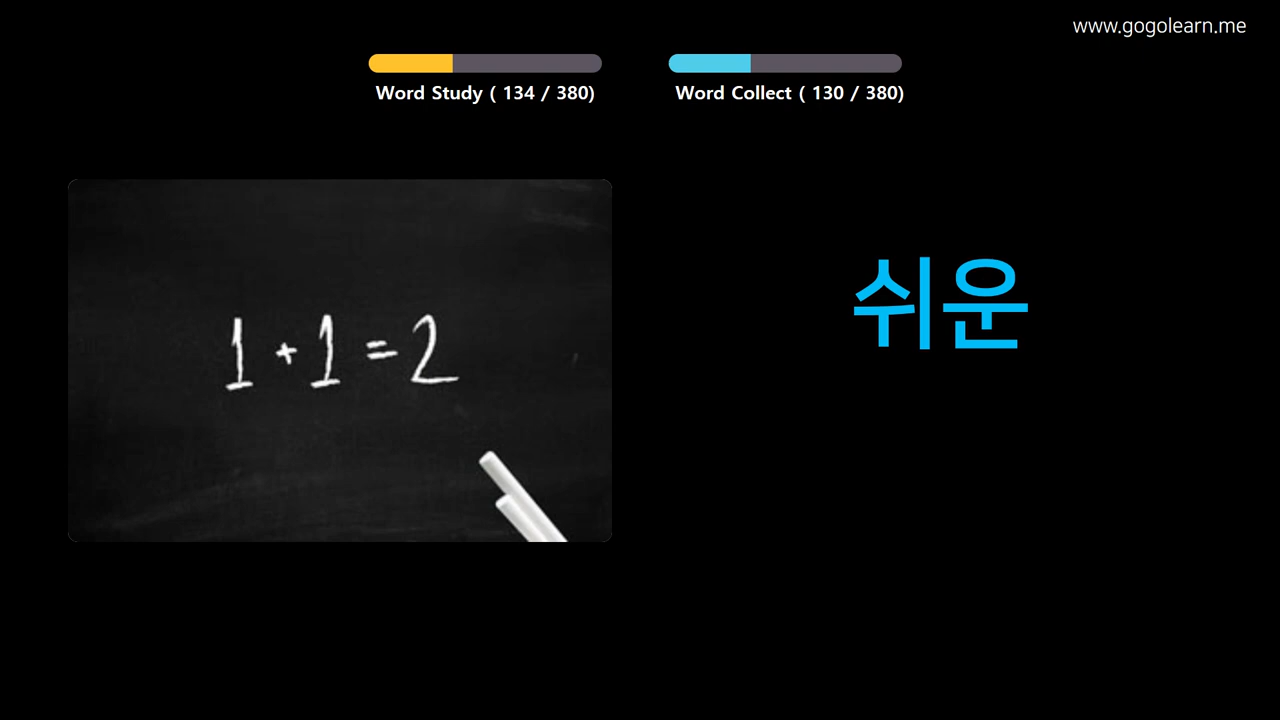 www.gogolearn.me
Word Study ( 134 / 380)
Word Collect ( 130 / 380)
1 + 1 = 2
쉬운